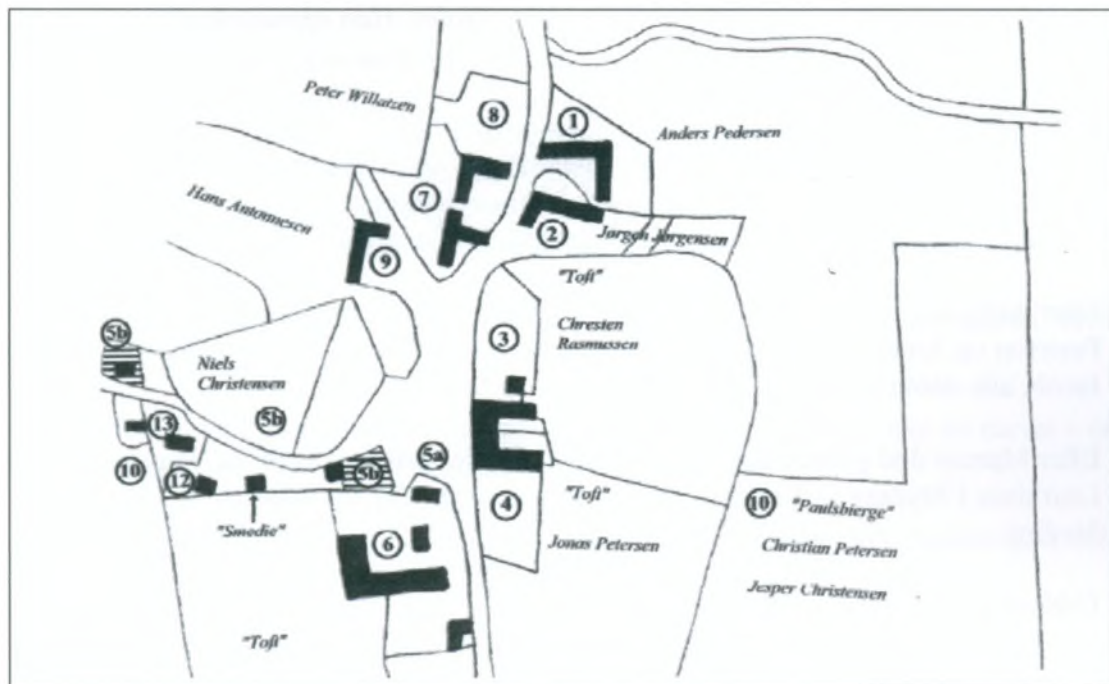 Peter Willatzen
8
1
Anders Pedersen
Hans Antonnesen
7
2
Jørgen Jørgensen
9
"Toft"
3
Chresten
Rasmussen
5b
Niels
Christensen
5b
13
10
12
5b
5a
"Smedie"
4
"Toft"
10 "Paulsbierge"
6
Jonas Petersen
Christian Petersen
Jesper Christensen
"Toft"